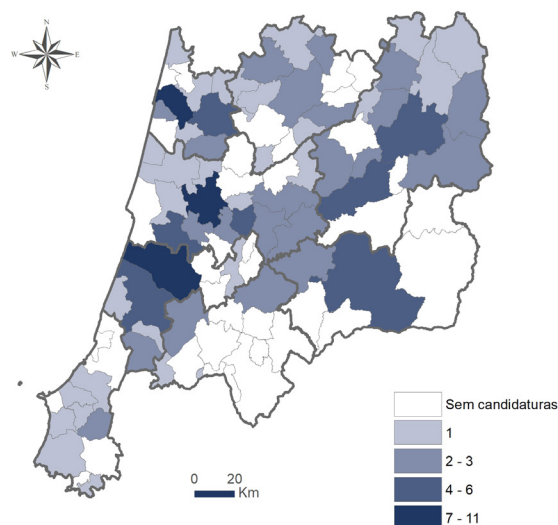 N
W E
S
Sem candidaturas
1
2 - 3
4 - 6
7 - 11
0 20
Km